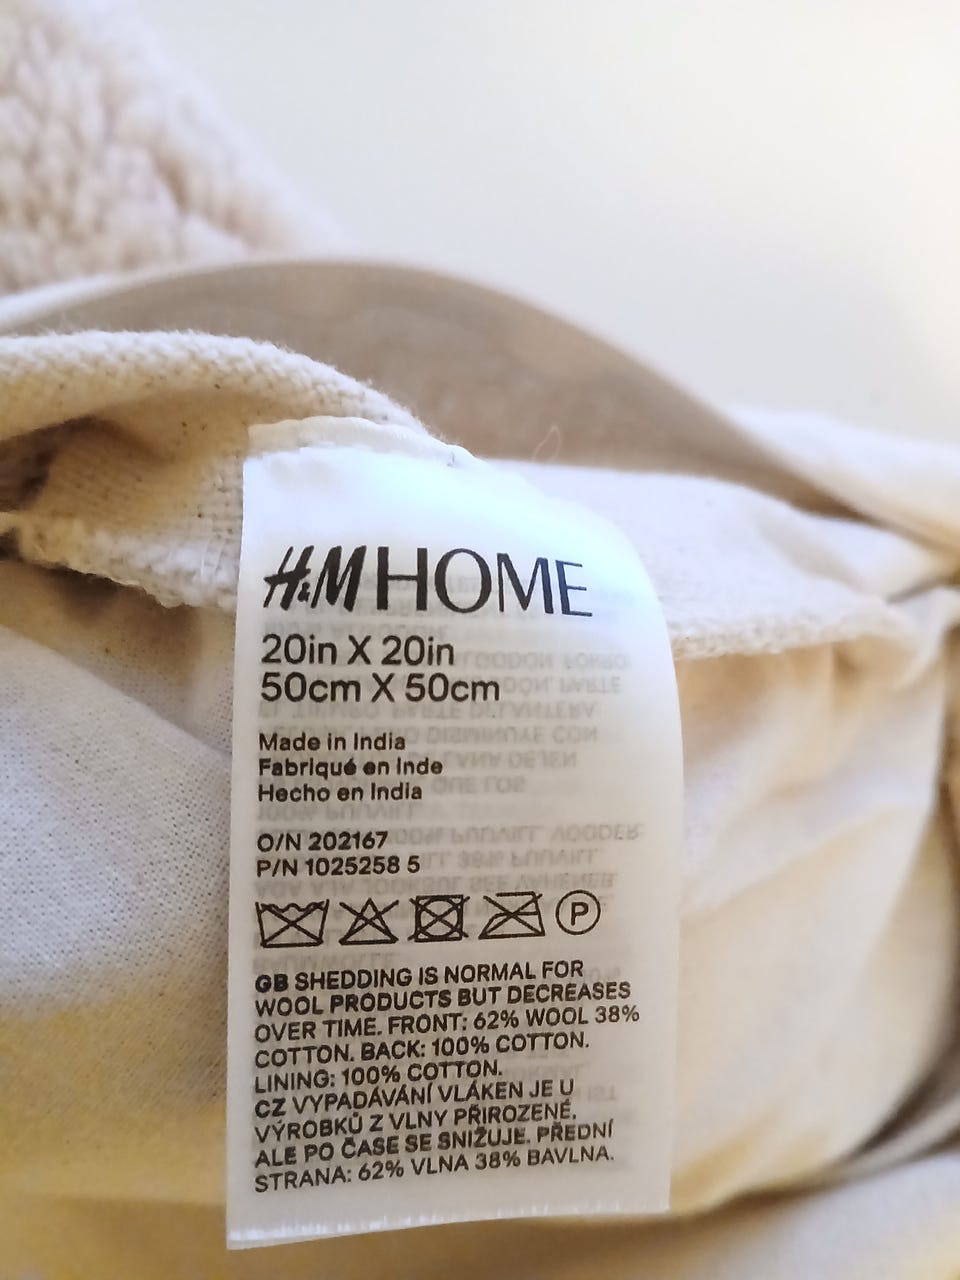 H&M HOME
20in X 20in
50cm X 50cm
Made in India
Fabriqué en Inde
Hecho en India
O/N 202167
P/N 1025258 5
P
GB SHEDDING IS NORMAL FOR
WOOL PRODUCTS BUT DECREASES
OVER TIME. FRONT: 62% WOOL 38%
COTTON. BACK: 100% COTTON.
LINING: 100% COTTON.
CZ VYPADÁVÁNÍ VLÁKEN JE U
VÝROBKŮ Z VLNY PŘIROZENÉ,
ALE PO ČASE SE SNIŽUJE. PŘEDNÍ
STRANA: 62% VLNA 38% BAVLNA.